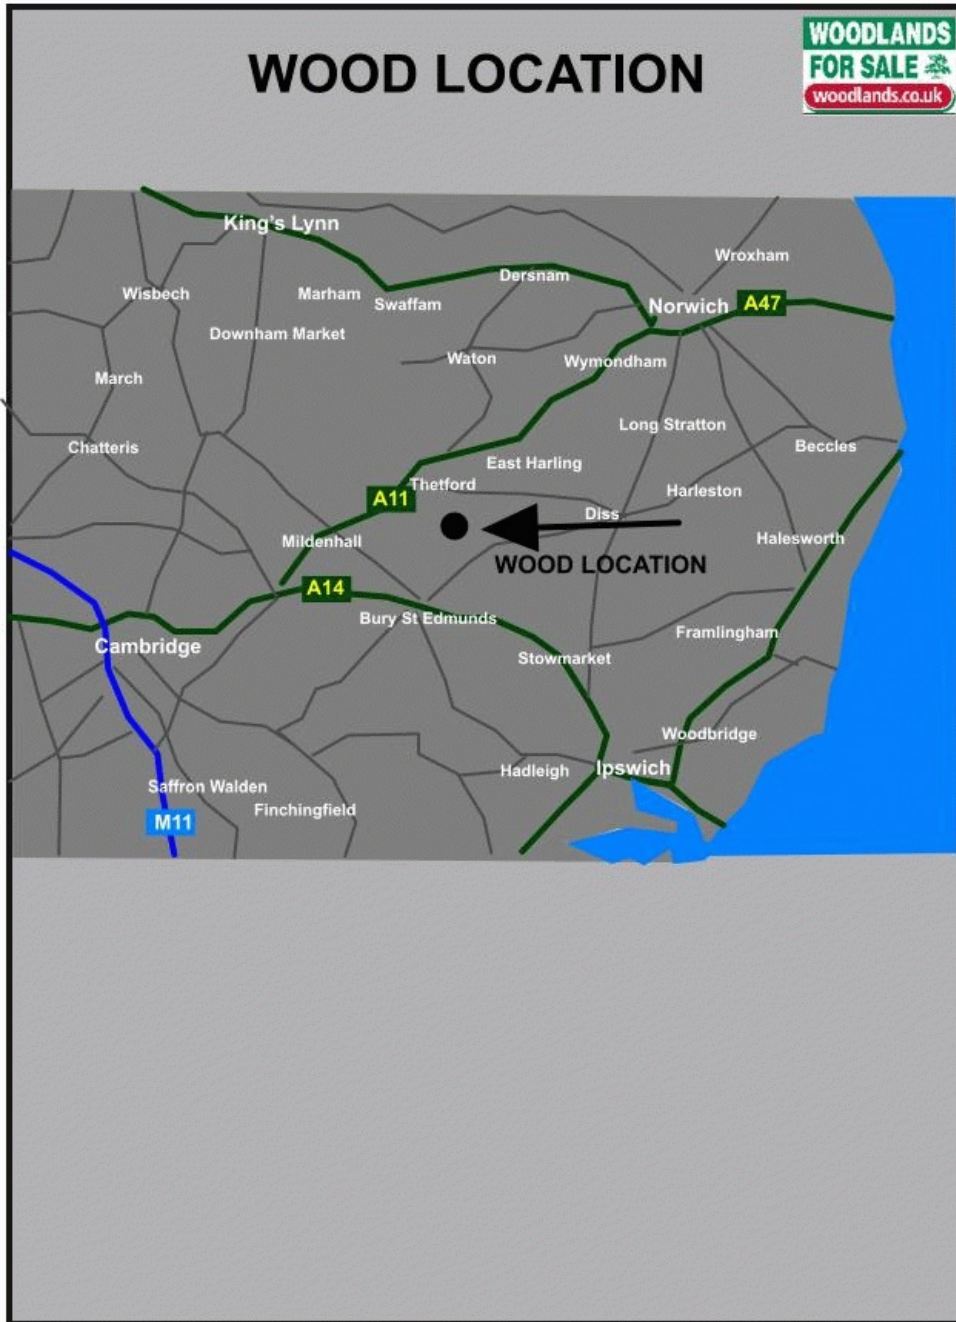 WOOD LOCATION
WOODLANDS
FOR SALE
woodlands.co.uk
King's Lynn
Wroxham
Dersnam
Wisbech
Marham
Swaffam
Norwich
A47
Downham Market
Waton
Wymondham
March
Long Stratton
Chatteris
Beccles
East Harling
Thetford
A11
Harleston
Diss
Mildenhall
Halesworth
WOOD LOCATION
A14
Bury St Edmunds
Framlingham
Cambridge
Stowmarket
Woodbridge
Hadleigh
Ipswich
Saffron Walden
Finchingfield
M11